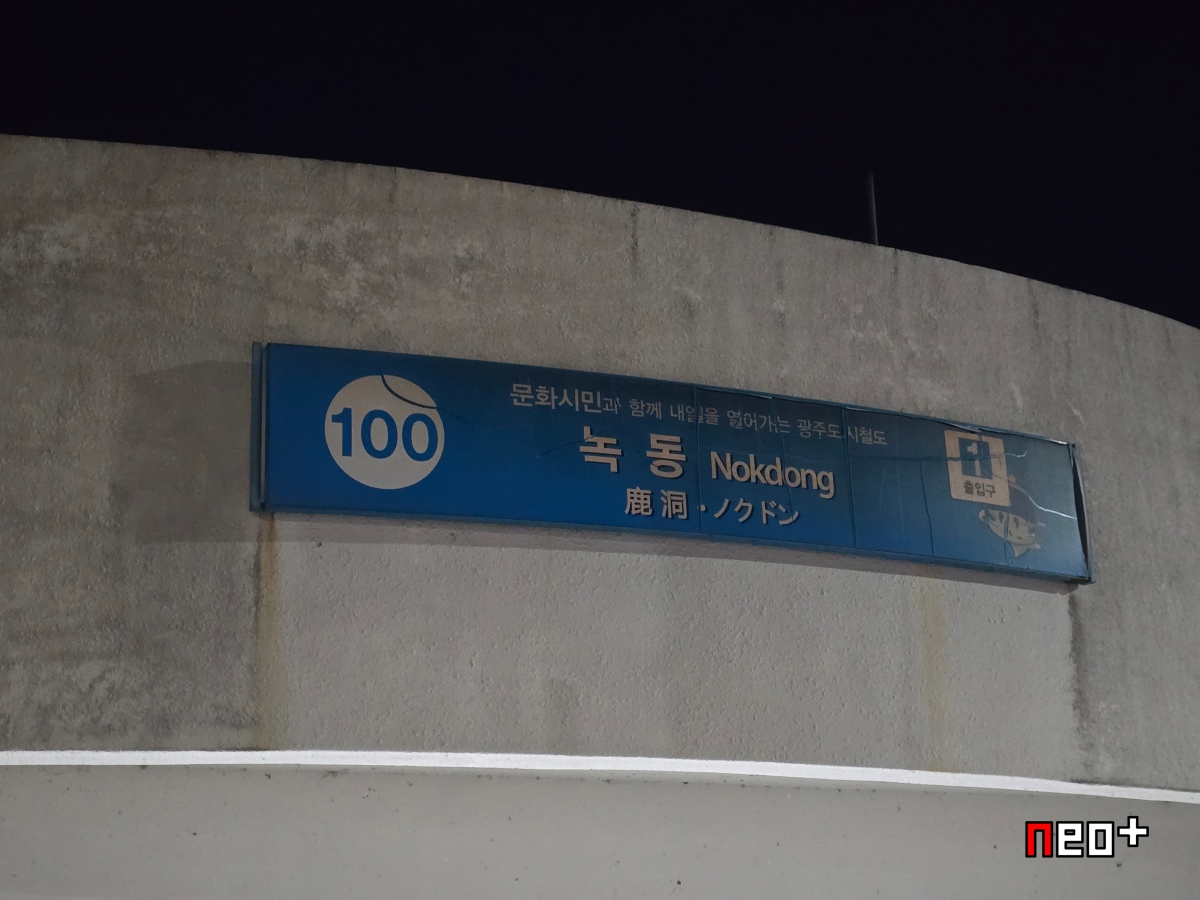 100
문화시민과 함께 내일을 열어가는 광주도시철도
녹동 Nokdong
鹿洞・ノクドン
1
출입구
neo+